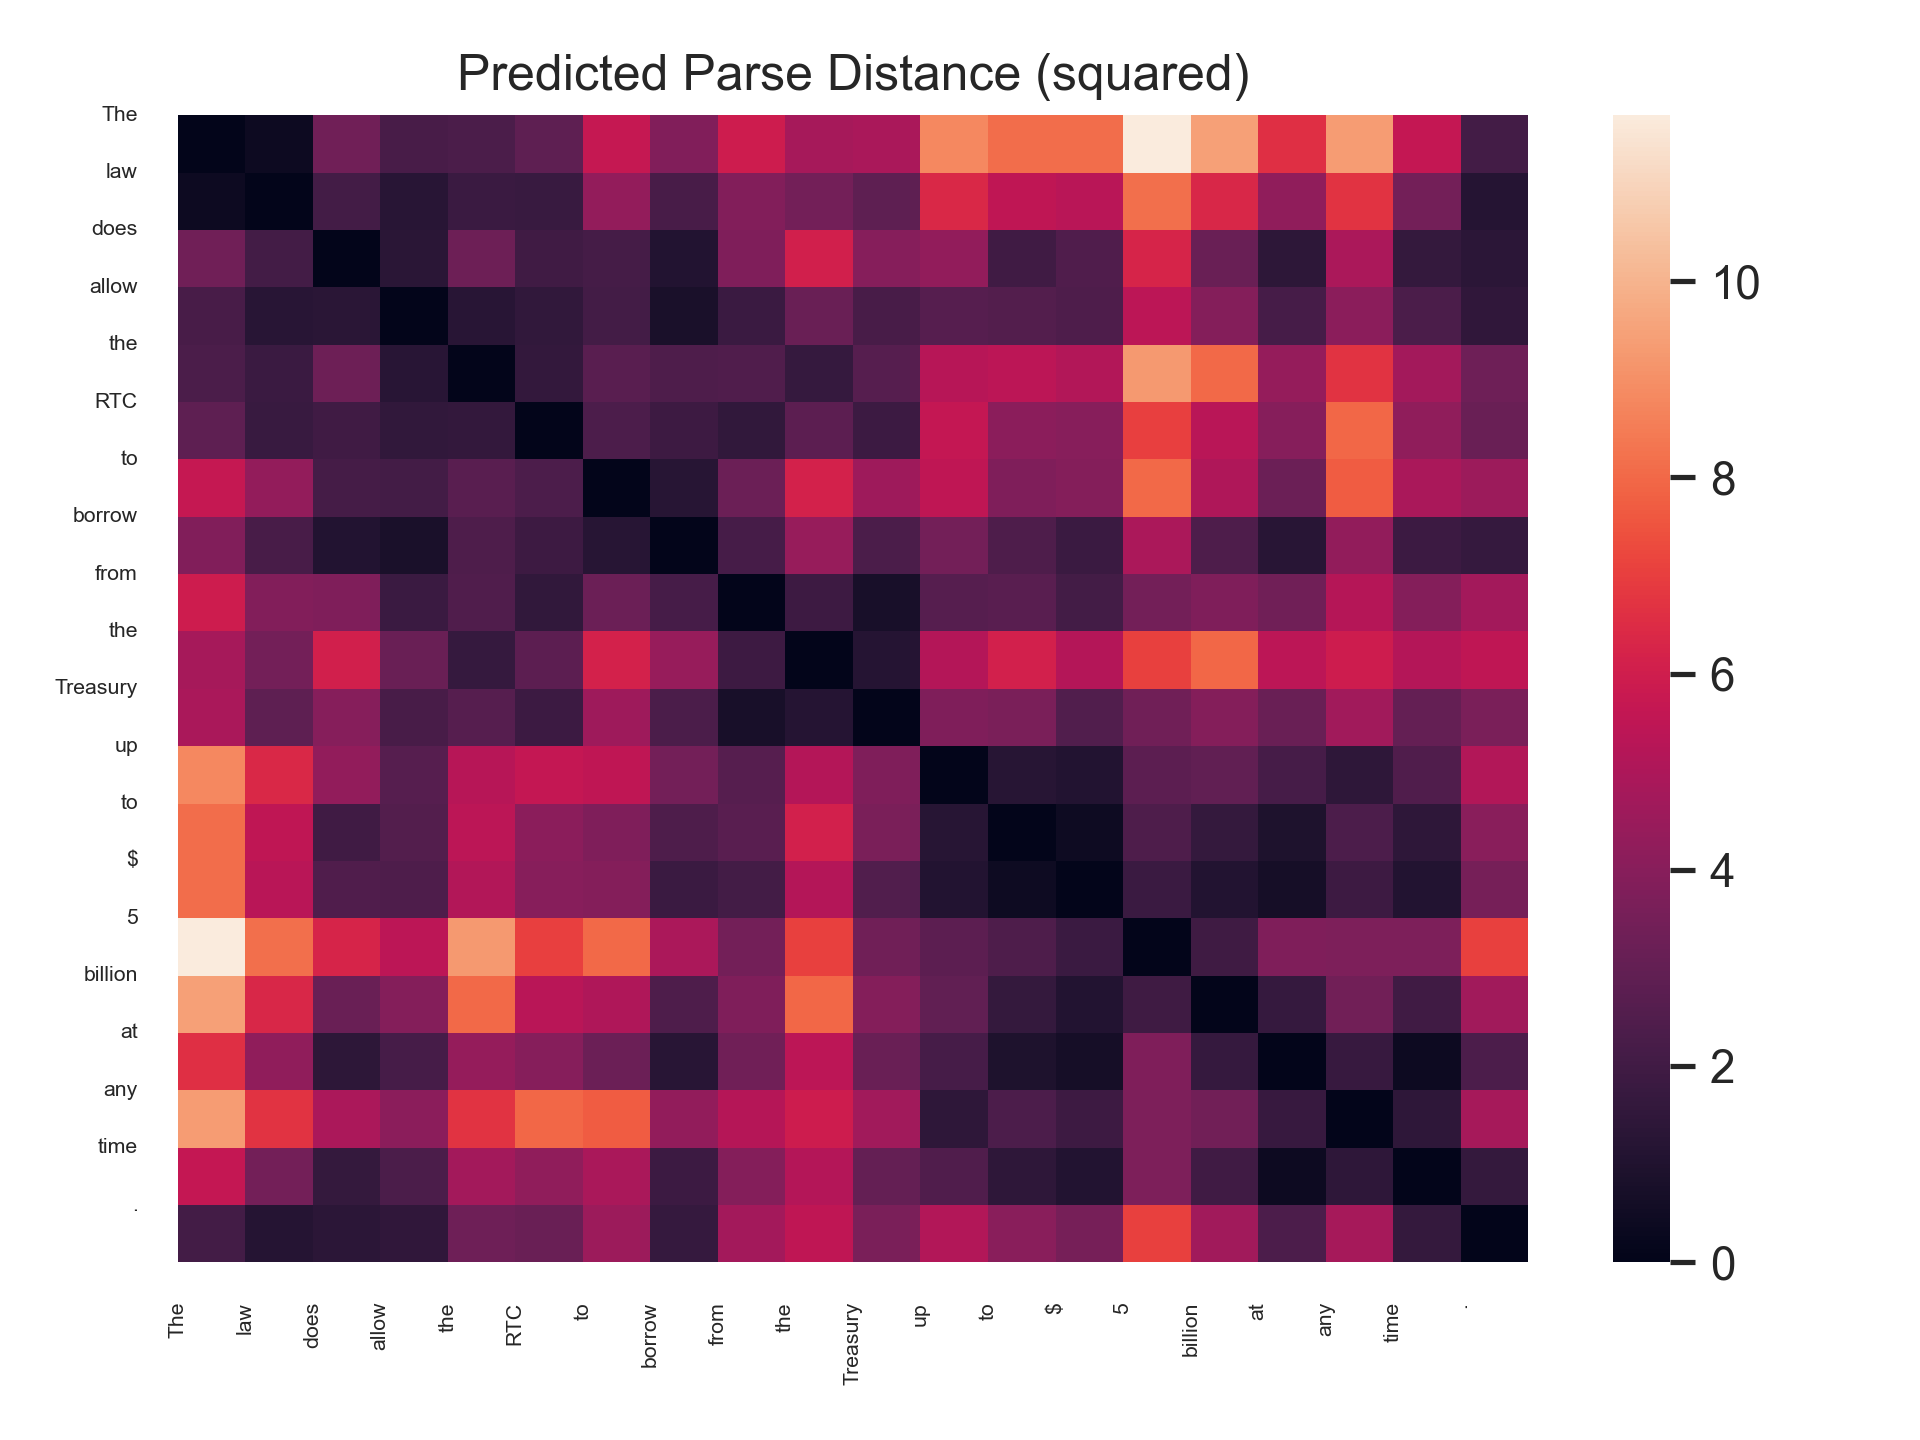 Predicted Parse Distance (squared)
The
law
does
allow
the
RTC
to
borrow
from
the
Treasury
up
to
$
5
billion
at
any
time
.
10
8
6
4
2
0
The
law
does
allow
the
RTC
to
borrow
from
the
Treasury
up
to
$
5
billion
at
any
time
.